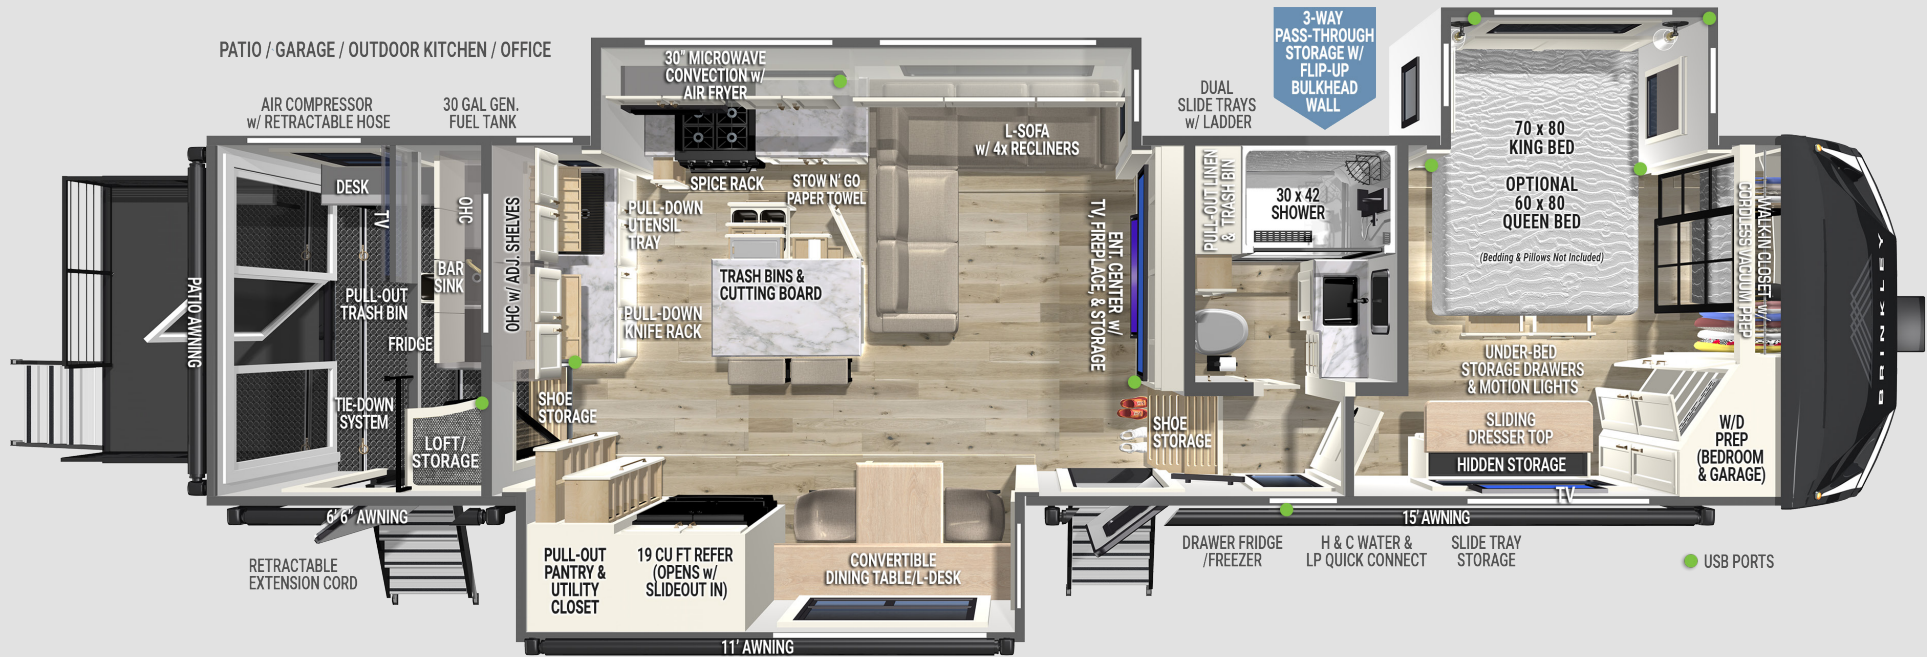 PATIO / GARAGE / OUTDOOR KITCHEN / OFFICE
AIR COMPRESSOR
w/ RETRACTABLE HOSE
30 GAL GEN.
FUEL TANK
30" MICROWAVE
CONVECTION w/
AIR FRYER
DUAL
SLIDE TRAYS
w/ LADDER
3-WAY
PASS-THROUGH
STORAGE W/
FLIP-UP
BULKHEAD
WALL
PATIO AWNING
DESK
TV
OHC
BAR
SINK
PULL-OUT
TRASH BIN
FRIDGE
TIE-DOWN
SYSTEM
LOFT/
STORAGE
6' 6" AWNING
RETRACTABLE
EXTENSION CORD
OHC w/ ADJ. SHELVES
SPICE RACK
PULL-DOWN
UTENSIL
TRAY
STOW N' GO
PAPER TOWEL
TRASH BINS &
CUTTING BOARD
PULL-DOWN
KNIFE RACK
SHOE
STORAGE
L-SOFA
w/ 4x RECLINERS
ENT. CENTER w/
TV, FIREPLACE, & STORAGE
SHOE
STORAGE
PULL-OUT
PANTRY &
UTILITY
CLOSET
19 CU FT REFER
(OPENS w/
SLIDEOUT IN)
CONVERTIBLE
DINING TABLE/L-DESK
11' AWNING
PULL-OUT LINEN
& TRASH BIN
30 x 42
SHOWER
70 x 80
KING BED
OPTIONAL
60 x 80
QUEEN BED
(Bedding & Pillows Not Included)
UNDER-BED
STORAGE DRAWERS
& MOTION LIGHTS
SLIDING
DRESSER TOP
HIDDEN STORAGE
TV
WALK-IN CLOSET w/
CORDLESS VACUUM PREP
W/D
PREP
(BEDROOM
& GARAGE)
BRINKLEY
15' AWNING
DRAWER FRIDGE
/FREEZER
H & C WATER &
LP QUICK CONNECT
SLIDE TRAY
STORAGE
USB PORTS